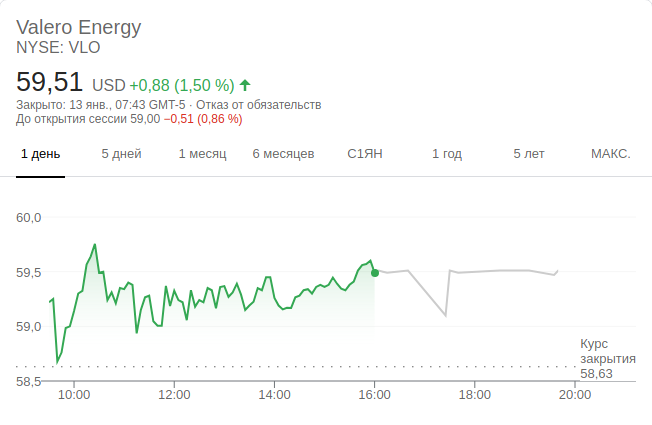 Valero Energy
NYSE: VLO
59,51 USD +0,88 (1,50 %)
Закрыто: 13 янв., 07:43 GMT-5 · Отказ от обязательств
До открытия сессии 59,00 −0,51 (0,86 %)
1 день 5 дней 1 месяц 6 месяцев С1ЯН 1 год 5 лет МАКС.
60,0
59,5
59,0
Курс
закрытия
58,63
58,5
10:00 12:00 14:00 16:00 18:00 20:00